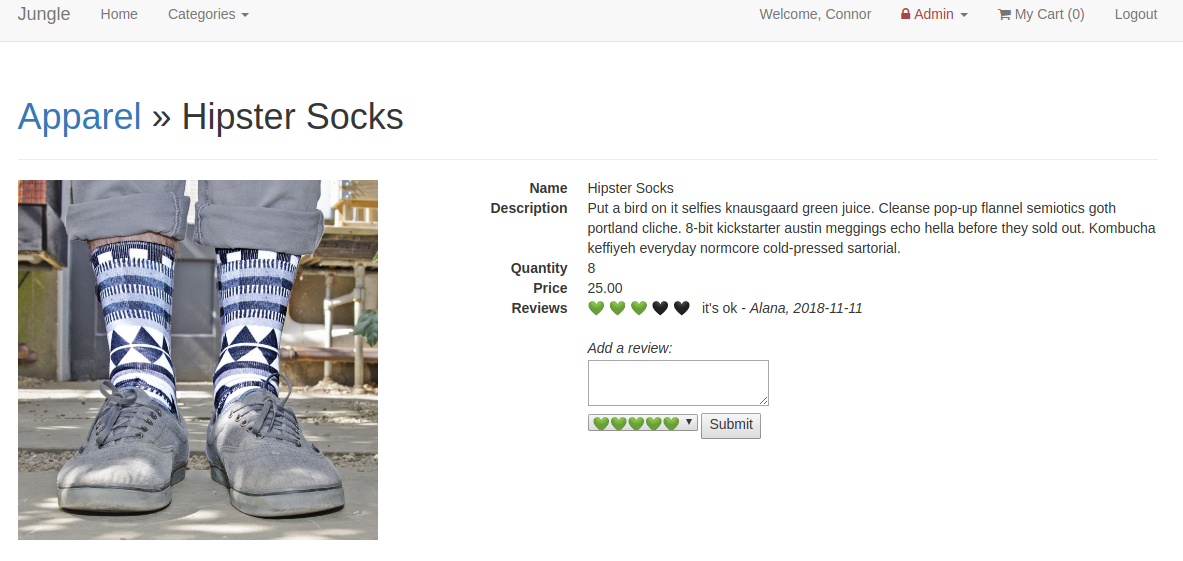 Jungle Home Categories Welcome, Connor Admin My Cart (0) Logout
Apparel » Hipster Socks
Name Hipster Socks
Description Put a bird on it selfies knausgaard green juice. Cleanse pop-up flannel semiotics goth
portland cliche. 8-bit kickstarter austin meggings echo hella before they sold out. Kombucha
keffiyeh everyday normcore cold-pressed sartorial.
Quantity 8
Price 25.00
Reviews 💚 💚 💚 🖤 🖤 it's ok - Alana, 2018-11-11
Add a review:
💚💚💚💚💚 Submit